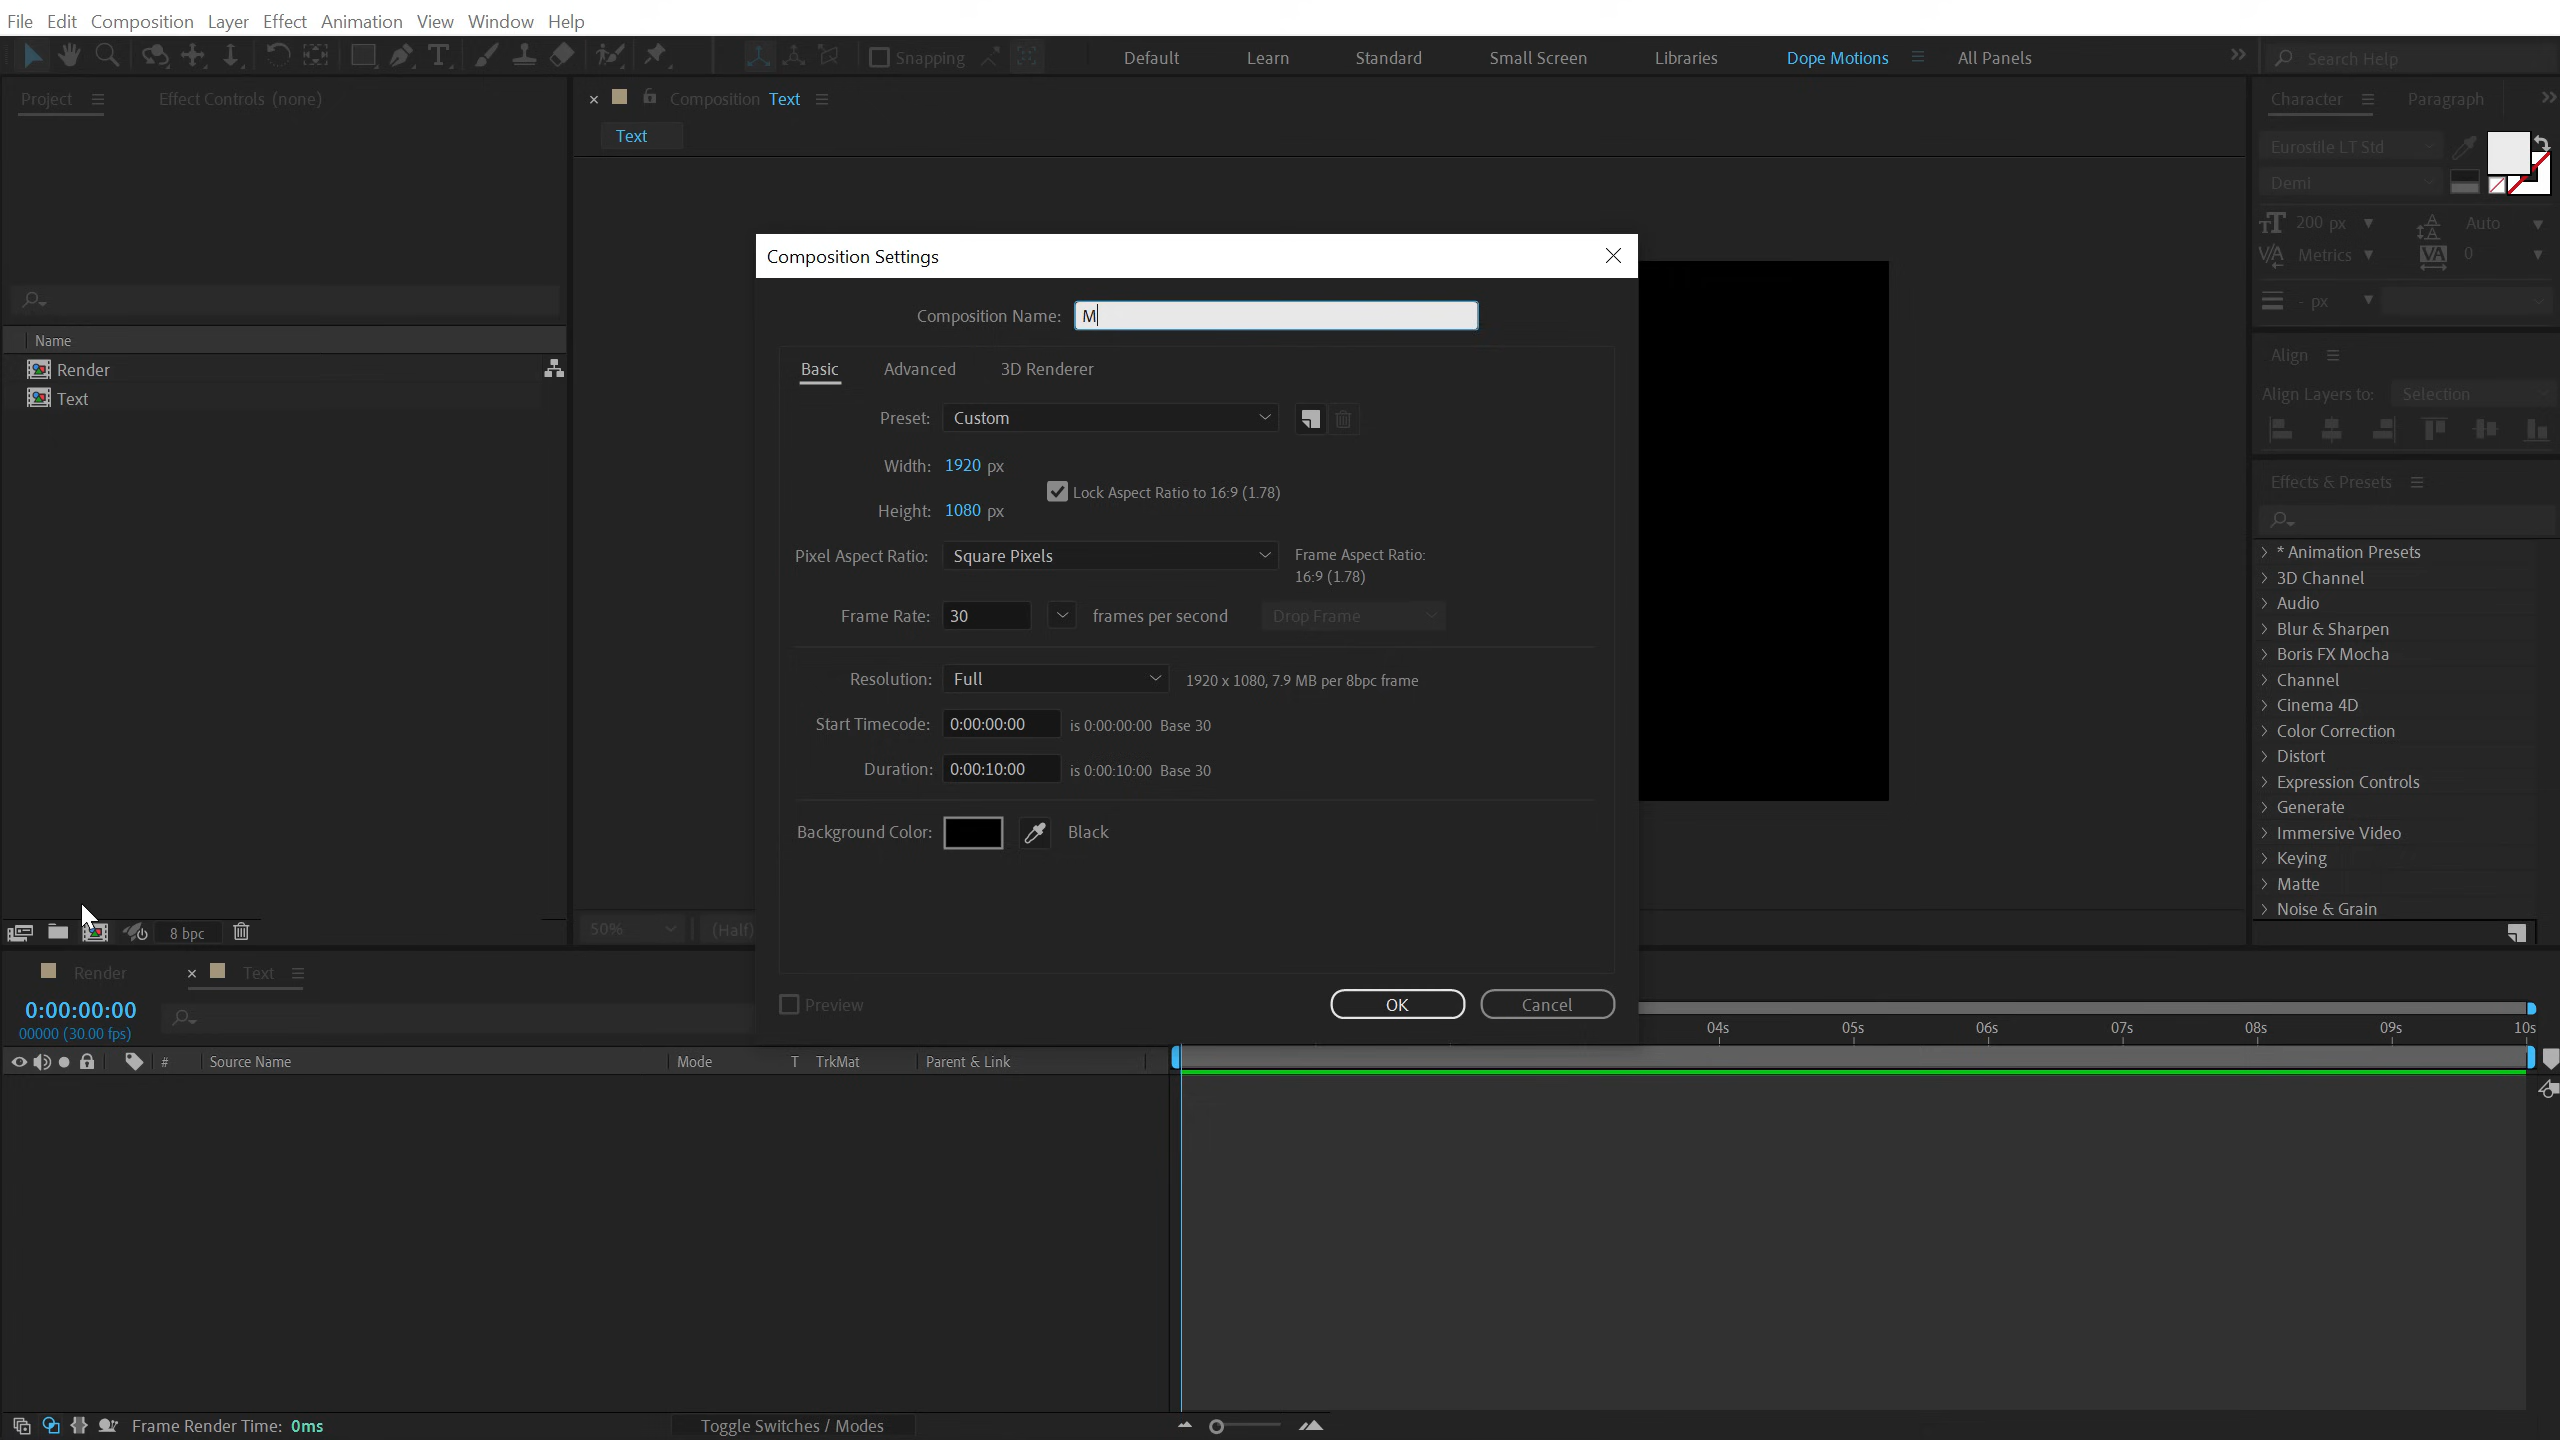 File Edit Composition Layer Effect Animation View Window Help
Snapping Default Learn Standard Small Screen Libraries Dope Motions All Panels Search Help
Project Effect Controls (none) Composition Text Character Paragraph
Text
Eurostile LT Std
Demi
200 px Auto
Metrics 0
- px
Composition Settings
Composition Name: M
Name
Render
Text
Basic Advanced 3D Renderer
Preset: Custom
Width: 1920 px
Lock Aspect Ratio to 16:9 (1.78)
Height: 1080 px
Pixel Aspect Ratio: Square Pixels Frame Aspect Ratio:
16:9 (1.78)
Frame Rate: 30 frames per second Drop Frame
Resolution: Full 1920 x 1080, 7.9 MB per 8bpc frame
Start Timecode: 0:00:00:00 is 0:00:00:00 Base 30
Duration: 0:00:10:00 is 0:00:10:00 Base 30
Background Color: Black
Preview OK Cancel
Align
Align Layers to: Selection
Effects & Presets
* Animation Presets
3D Channel
Audio
Blur & Sharpen
Boris FX Mocha
Channel
Cinema 4D
Color Correction
Distort
Expression Controls
Generate
Immersive Video
Keying
Matte
Noise & Grain
8 bpc 50% (Half)
Render Text
0:00:00:00
00000 (30.00 fps)
04s 05s 06s 07s 08s 09s 10s
# Source Name Mode T TrkMat Parent & Link
Frame Render Time: 0ms Toggle Switches / Modes